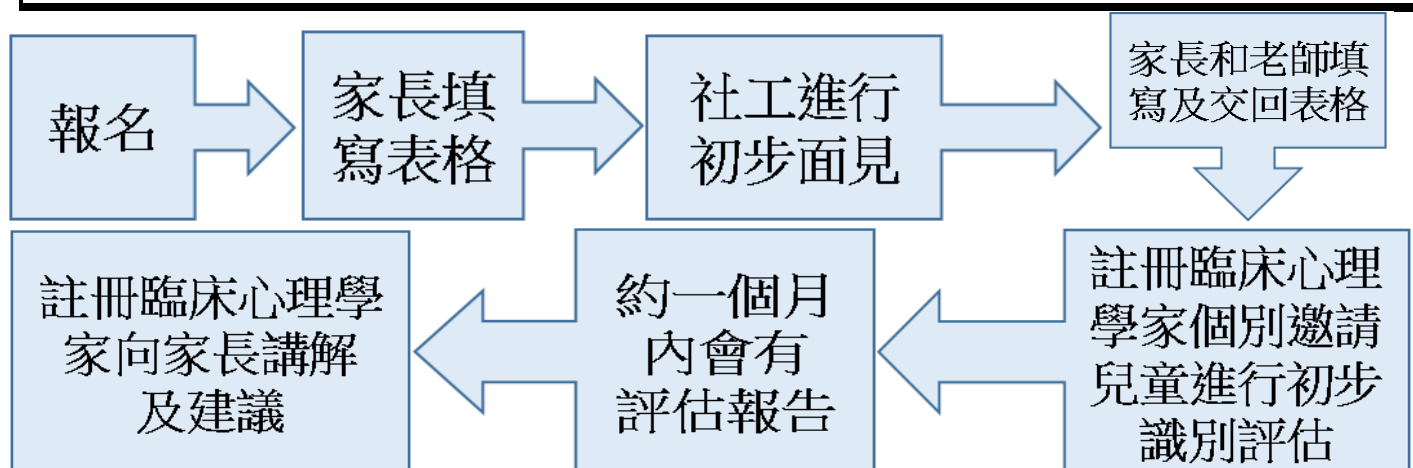 報名
家長填
寫表格
社工進行
初步面見
家長和老師填
寫及交回表格
註冊臨床心理
學家個別邀請
兒童進行初步
識別評估
約一個月
內會有
評估報告
註冊臨床心理學
家向家長講解
及建議